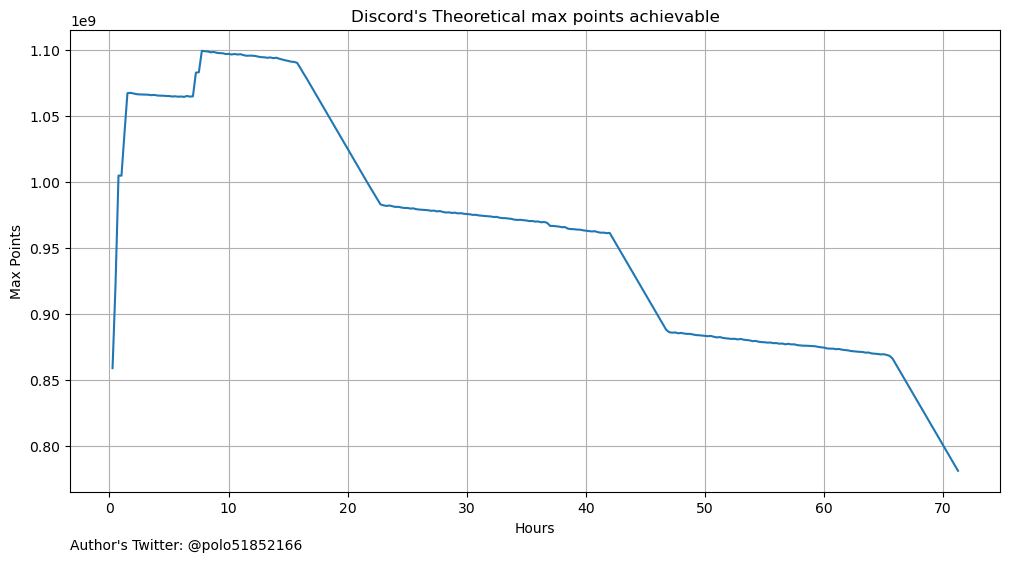 Discord's Theoretical max points achievable
1e9
1.10
1.05
1.00
0.95
0.90
0.85
0.80
Max Points
0 10 20 30 40 50 60 70
Hours
Author's Twitter: @polo51852166